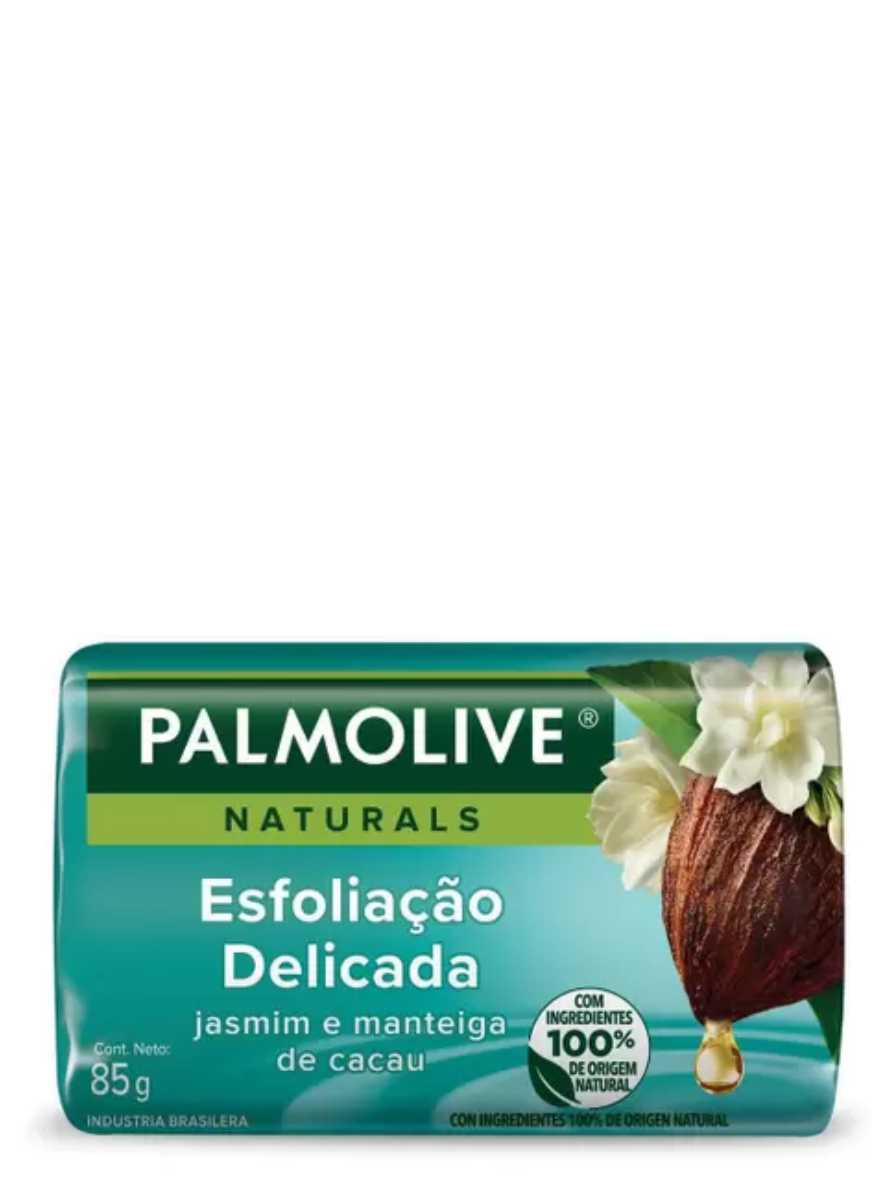 PALMOLIVE®
NATURALS
Esfoliação
Delicada
jasmim e manteiga
de cacau
COM
INGREDIENTES
100%
DE ORIGEM
NATURAL
Cont. Neto:
85g
INDUSTRIA BRASILERA
CON INGREDIENTES 100% DE ORIGEN NATURAL